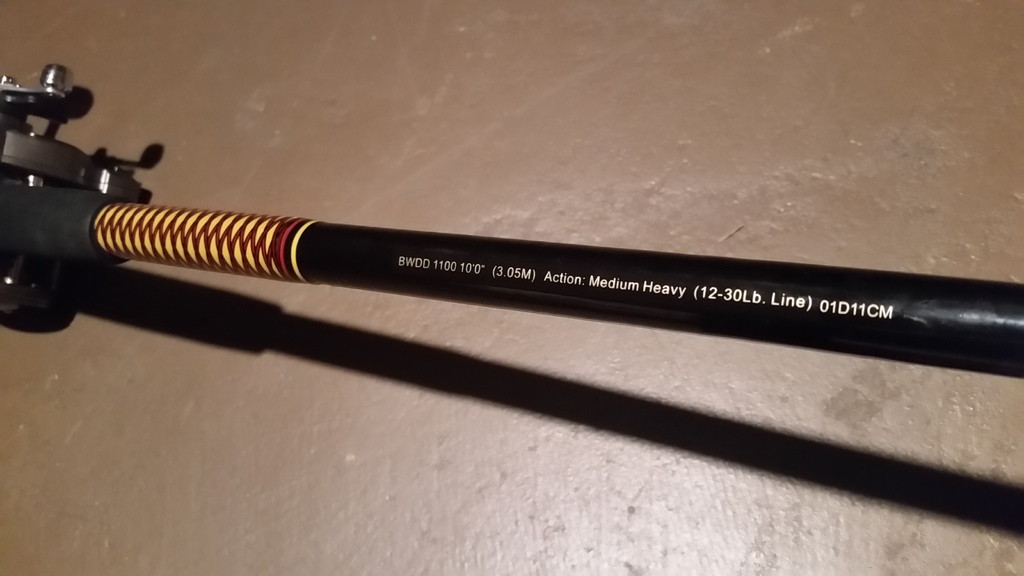 BWDD 1100 10'0" (3.05M) Action: Medium Heavy (12-30Lb. Line) 01D11CM